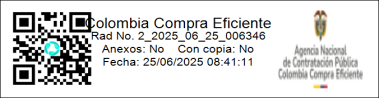 Colombia Compra Eficiente
Rad No. 2_2025_06_25_006346
Anexos: No Con copia: No
Fecha: 25/06/2025 08:41:11
Agencia Nacional
de Contratación Pública
Colombia Compra Eficiente